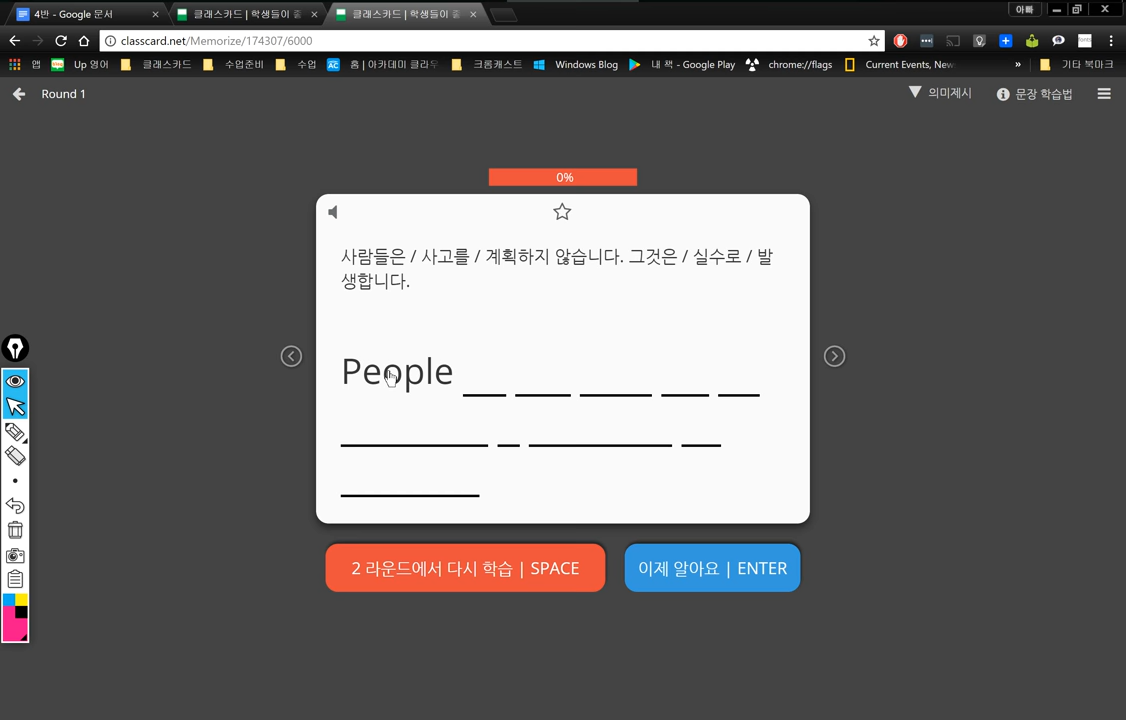 4반 - Google 문서
클래스카드 | 학생들이 좋
클래스카드 | 학생들이 좋
아빠
classcard.net/Memorize/174307/6000
앱
Up 영어
클래스카드
수업준비
수업
홈 | 아카데미 클라우
크롬캐스트
Windows Blog
내 책 - Google Play
chrome://flags
Current Events, New
»
기타 북마크
Round 1
의미제시
문장 학습법
0%
사람들은 / 사고를 / 계획하지 않습니다. 그것은 / 실수로 / 발
생합니다.
People
2 라운드에서 다시 학습 | SPACE
이제 알아요 | ENTER